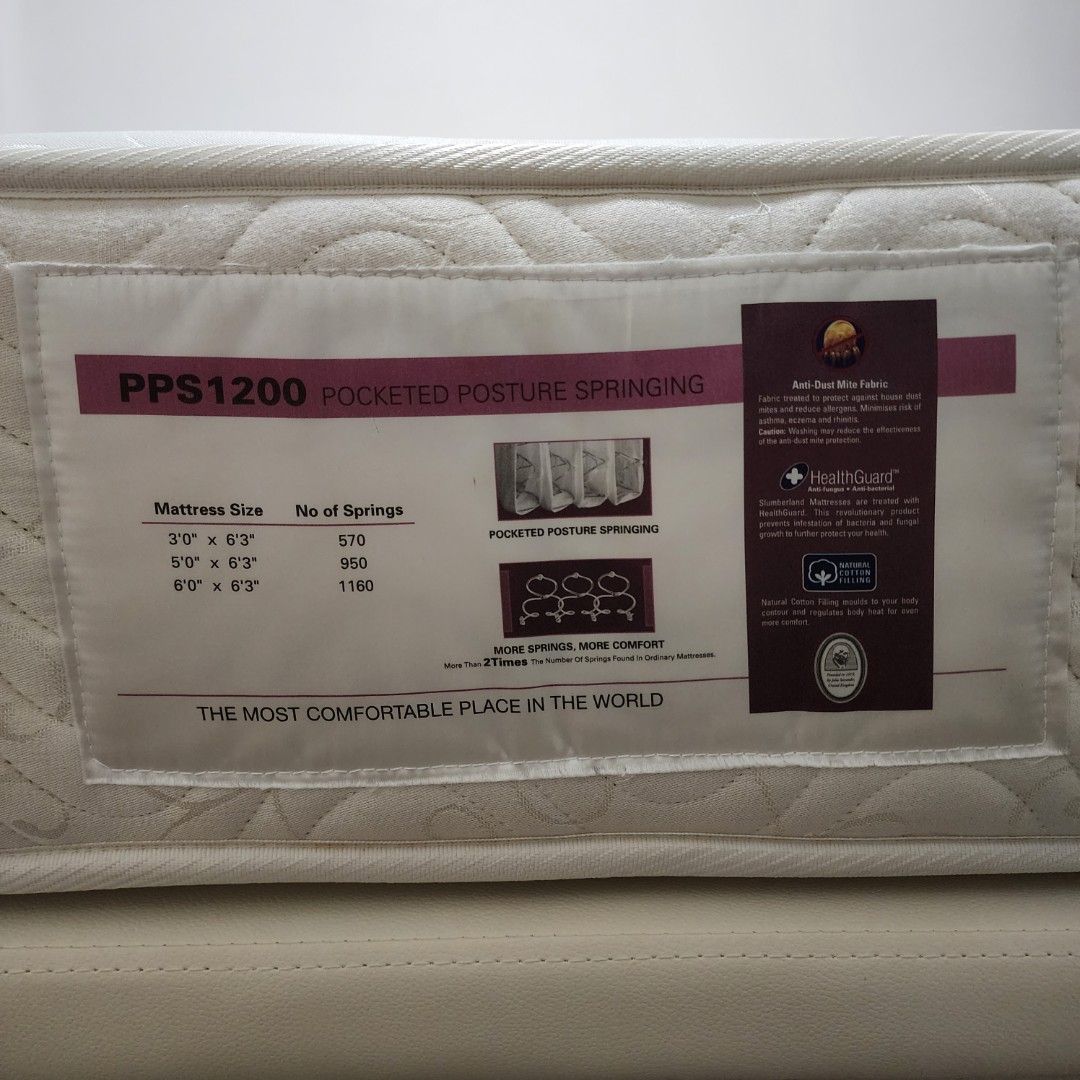 PPS1200 POCKETED POSTURE SPRINGING
Mattress Size No of Springs
3'0" x 6'3" 570
5'0" x 6'3" 950
6'0" x 6'3" 1160
POCKETED POSTURE SPRINGING
MORE SPRINGS, MORE COMFORT
More Than 2Times The Number Of Springs Found In Ordinary Mattresses.
THE MOST COMFORTABLE PLACE IN THE WORLD
Anti-Dust Mite Fabric
Fabric treated to protect against house dust
mites and reduce allergens. Minimises risk of
asthma, eczema and rhinitis.
Caution: Washing may reduce the effectiveness
of the anti-dust mite protection.
HealthGuard™
Anti-fungus • Anti-bacterial
Slumberland Mattresses are treated with
HealthGuard. This revolutionary product
prevents infestation of bacteria and fungal
growth to further protect your health.
NATURAL
COTTON
FILLING
Natural Cotton Filling moulds to your body
contour and regulates body heat for even
more comfort.
United Kingdom